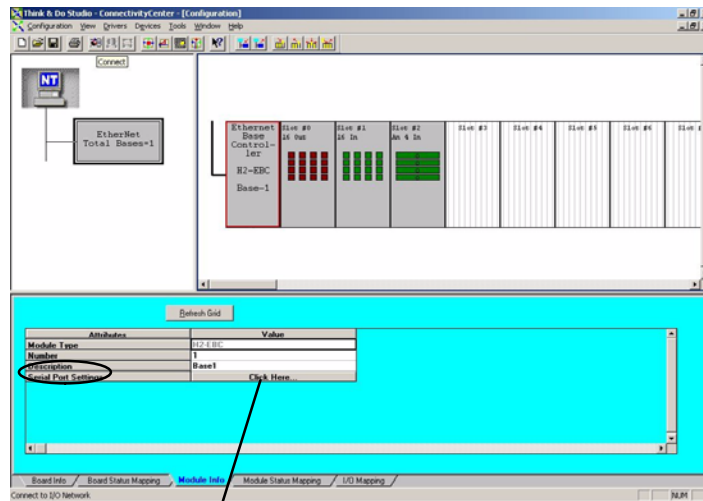 Think & Do Studio - ConnectivityCenter - [Configuration]
Configuration View Drivers Devices Tools Window Help
Connect
NT
EtherNet
Total Bases=1
Ethernet
Base
Control-
ler
H2-EBC
Base-1
Slot #0
16 Out
Slot #1
16 In
Slot #2
An 4 In
Slot #3
Slot #4
Slot #5
Slot #6
Slot #
Refresh Grid
Attributes Value
Module Type H2-EBC
Number 1
Description Base1
Serial Port Settings Click Here...
Board Info Board Status Mapping Module Info Module Status Mapping I/O Mapping
Connect to I/O Network NUM